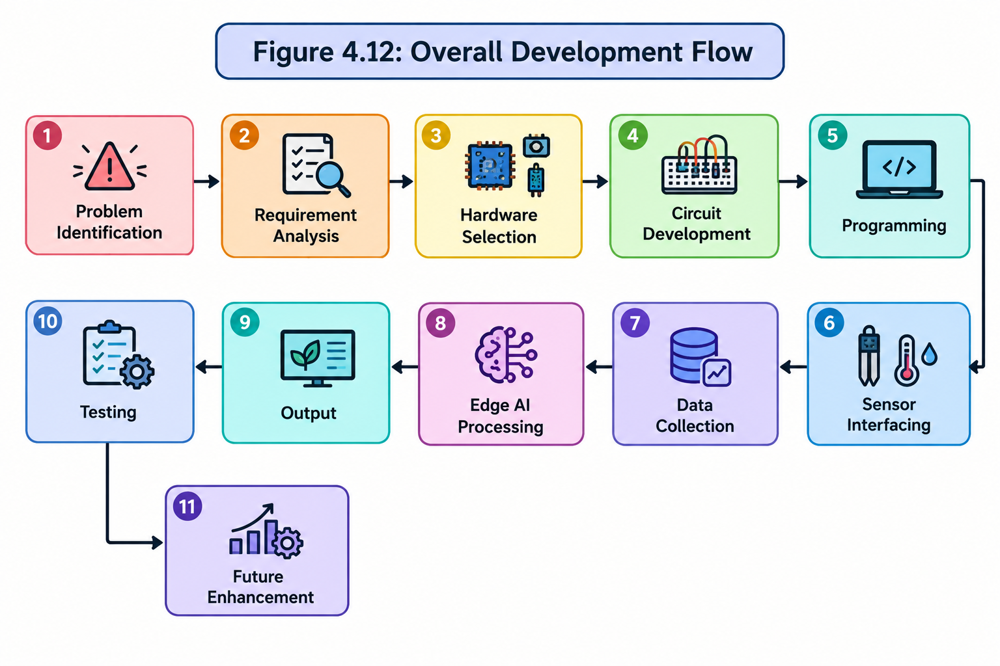 Figure 4.12: Overall Development Flow
1
Problem
Identification
2
Requirement
Analysis
3
Hardware
Selection
4
Circuit
Development
5
</>
Programming
6
Sensor
Interfacing
7
Data
Collection
8
Edge AI
Processing
9
Output
10
Testing
11
Future
Enhancement